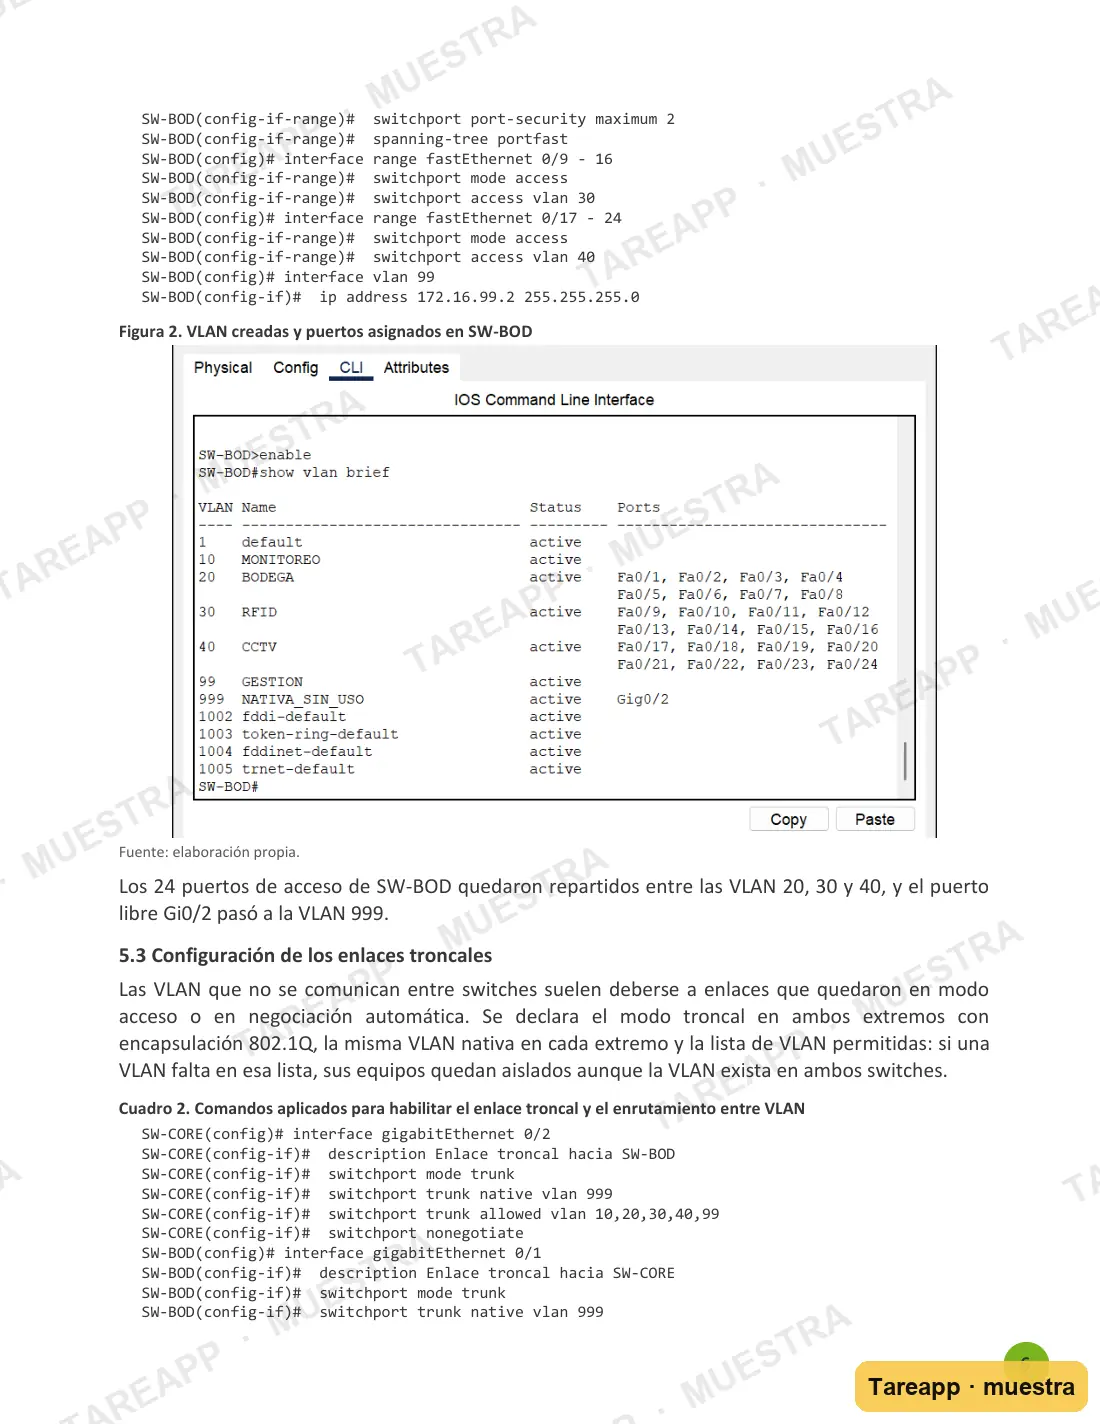 SW-BOD(config-if-range)#  switchport port-security maximum 2
SW-BOD(config-if-range)#  spanning-tree portfast
SW-BOD(config)# interface range fastEthernet 0/9 - 16
SW-BOD(config-if-range)#  switchport mode access
SW-BOD(config-if-range)#  switchport access vlan 30
SW-BOD(config)# interface range fastEthernet 0/17 - 24
SW-BOD(config-if-range)#  switchport mode access
SW-BOD(config-if-range)#  switchport access vlan 40
SW-BOD(config)# interface vlan 99
SW-BOD(config-if)#  ip address 172.16.99.2 255.255.255.0
Figura 2. VLAN creadas y puertos asignados en SW-BOD
Physical Config CLI Attributes
IOS Command Line Interface
SW-BOD>enable
SW-BOD#show vlan brief
VLAN Name Status Ports
---- -------------------------------- --------- -------------------------------
1 default active
10 MONITOREO active
20 BODEGA active Fa0/1, Fa0/2, Fa0/3, Fa0/4
Fa0/5, Fa0/6, Fa0/7, Fa0/8
30 RFID active Fa0/9, Fa0/10, Fa0/11, Fa0/12
Fa0/13, Fa0/14, Fa0/15, Fa0/16
40 CCTV active Fa0/17, Fa0/18, Fa0/19, Fa0/20
Fa0/21, Fa0/22, Fa0/23, Fa0/24
99 GESTION active
999 NATIVA_SIN_USO active Gig0/2
1002 fddi-default active
1003 token-ring-default active
1004 fddinet-default active
1005 trnet-default active
SW-BOD#
Copy Paste
Fuente: elaboración propia.
Los 24 puertos de acceso de SW-BOD quedaron repartidos entre las VLAN 20, 30 y 40, y el puerto
libre Gi0/2 pasó a la VLAN 999.
5.3 Configuración de los enlaces troncales
Las VLAN que no se comunican entre switches suelen deberse a enlaces que quedaron en modo
acceso o en negociación automática. Se declara el modo troncal en ambos extremos con
encapsulación 802.1Q, la misma VLAN nativa en cada extremo y la lista de VLAN permitidas: si una
VLAN falta en esa lista, sus equipos quedan aislados aunque la VLAN exista en ambos switches.
Cuadro 2. Comandos aplicados para habilitar el enlace troncal y el enrutamiento entre VLAN
SW-CORE(config)# interface gigabitEthernet 0/2
SW-CORE(config-if)#  description Enlace troncal hacia SW-BOD
SW-CORE(config-if)#  switchport mode trunk
SW-CORE(config-if)#  switchport trunk native vlan 999
SW-CORE(config-if)#  switchport trunk allowed vlan 10,20,30,40,99
SW-CORE(config-if)#  switchport nonegotiate
SW-BOD(config)# interface gigabitEthernet 0/1
SW-BOD(config-if)#  description Enlace troncal hacia SW-CORE
SW-BOD(config-if)#  switchport mode trunk
SW-BOD(config-if)#  switchport trunk native vlan 999
Tareapp · muestra
TAREAPP · MUESTRA